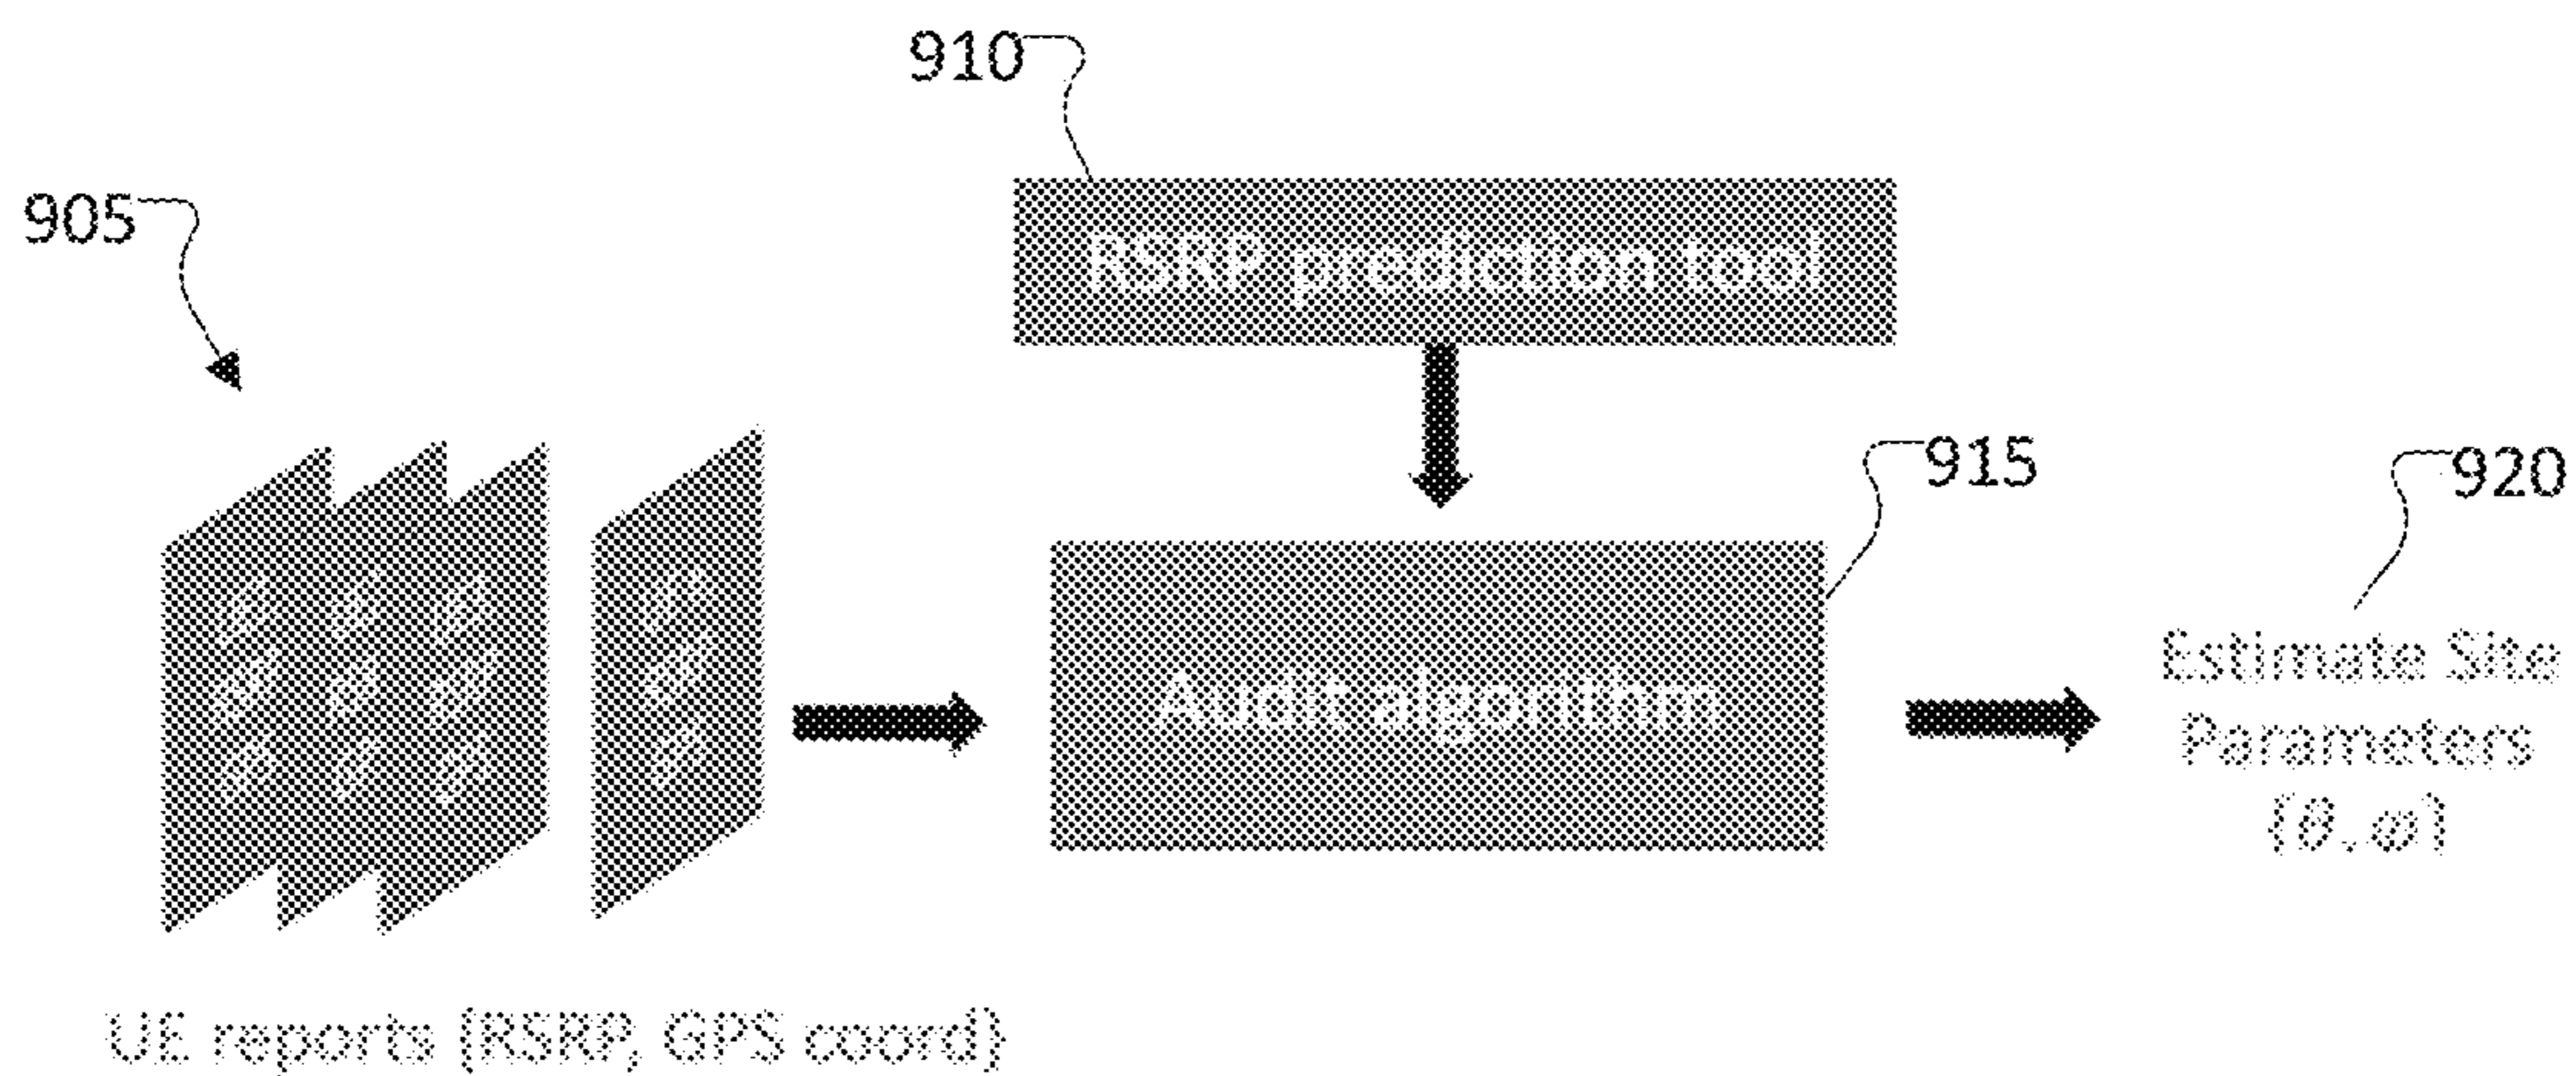 910
905
RSRP prediction tool
915
920
Audit algorithm
Estimate Site
Parameters
UE reports {RSRP, GPS coord}